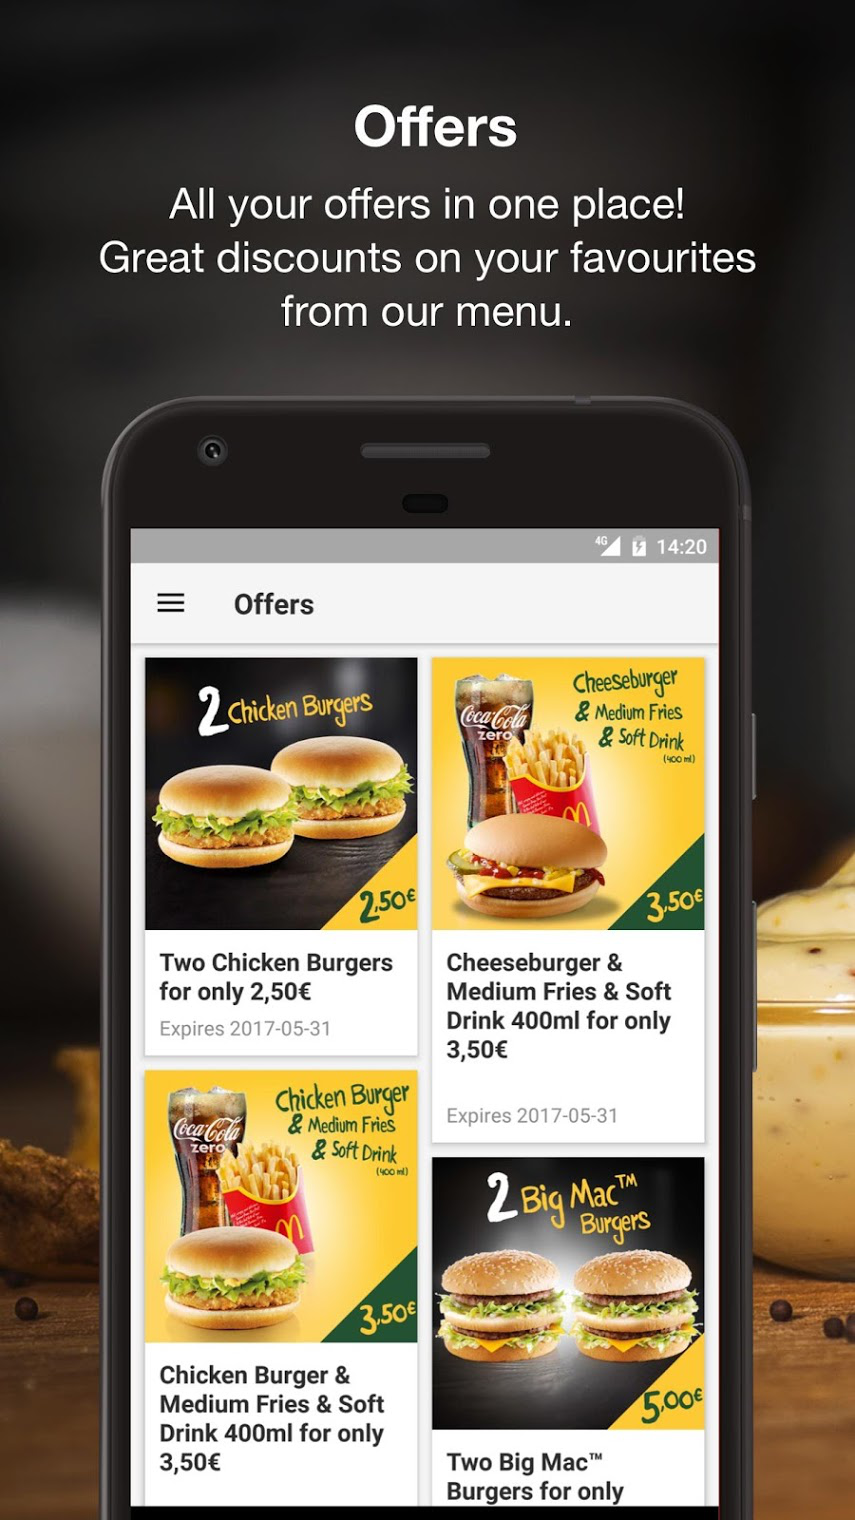 Offers
All your offers in one place!
Great discounts on your favourites
from our menu.
4G 14:20
Offers
2 Chicken Burgers
2,50€
Two Chicken Burgers
for only 2,50€
Expires 2017-05-31
Cheeseburger
& Medium Fries
& Soft Drink
(400 ml)
Coca-Cola
zero
3,50€
Cheeseburger &
Medium Fries & Soft
Drink 400ml for only
3,50€
Expires 2017-05-31
Chicken Burger
& Medium Fries
& Soft Drink
(400 ml)
Coca-Cola
zero
3,50€
Chicken Burger &
Medium Fries & Soft
Drink 400ml for only
3,50€
2 Big Mac™
Burgers
5,00€
Two Big Mac™
Burgers for only